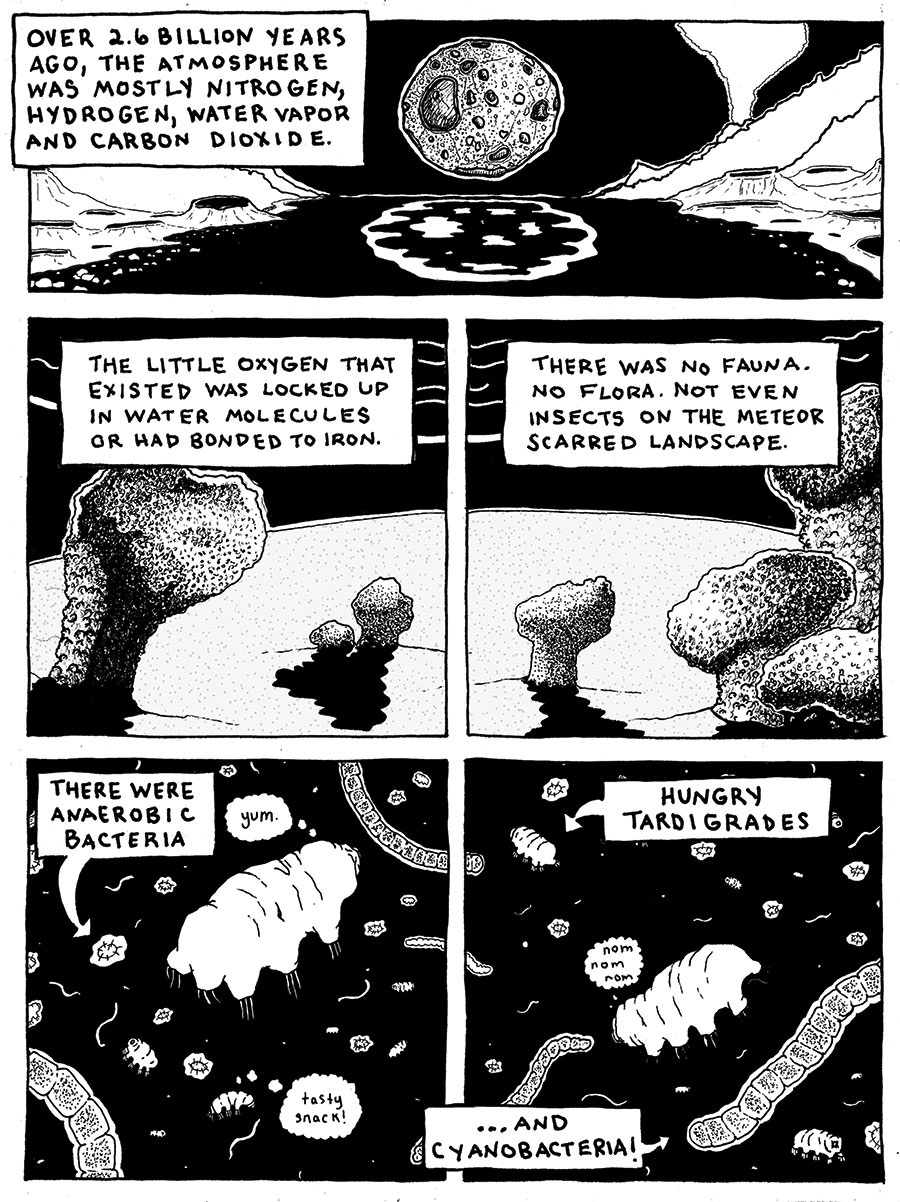 OVER 2.6 BILLION YEARS
AGO, THE ATMOSPHERE
WAS MOSTLY NITROGEN,
HYDROGEN, WATER VAPOR
AND CARBON DIOXIDE.
THE LITTLE OXYGEN THAT
EXISTED WAS LOCKED UP
IN WATER MOLECULES
OR HAD BONDED TO IRON.
THERE WAS NO FAUNA.
NO FLORA. NOT EVEN
INSECTS ON THE METEOR
SCARRED LANDSCAPE.
THERE WERE
ANAEROBIC
BACTERIA
yum.
tasty
snack!
HUNGRY
TARDIGRADES
nom
nom
nom
...AND
CYANOBACTERIA!